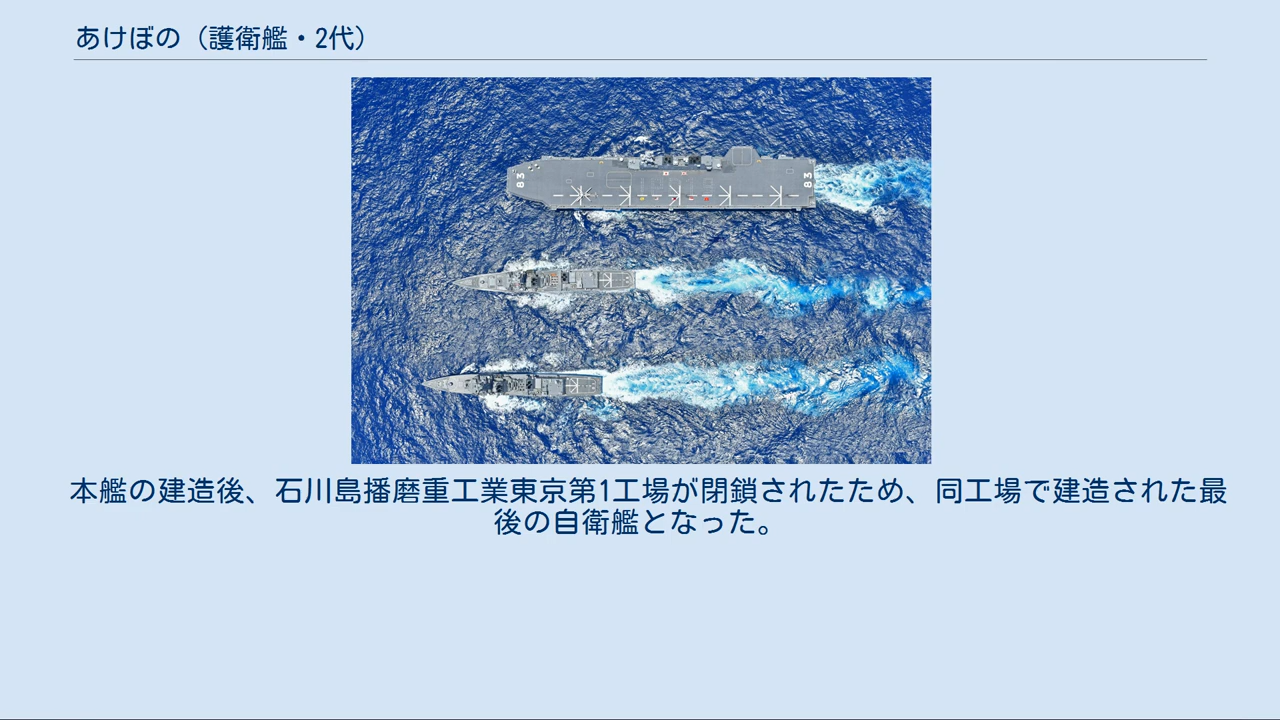 あけぼの（護衛艦・2代）
83 83
本艦の建造後、石川島播磨重工業東京第1工場が閉鎖されたため、同工場で建造された最
後の自衛艦となった。